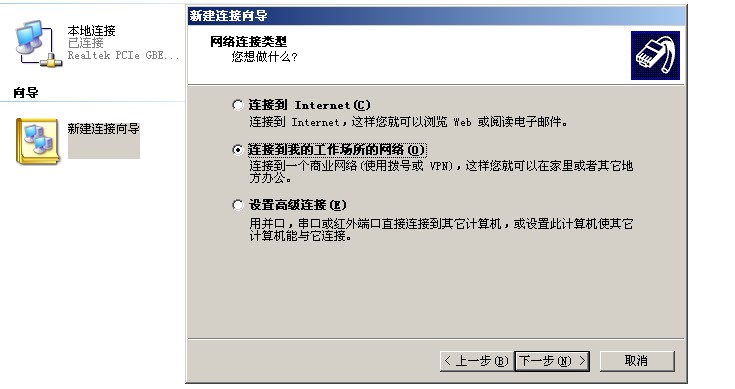 本地连接
已连接
Realtek PCIe GBE...
向导
新建连接向导
新建连接向导
网络连接类型
您想做什么?
连接到 Internet(C)
连接到 Internet，这样您就可以浏览 Web 或阅读电子邮件。
连接到我的工作场所的网络(O)
连接到一个商业网络(使用拨号或 VPN)，这样您就可以在家里或者其它地
方办公。
设置高级连接(E)
用并口，串口或红外端口直接连接到其它计算机，或设置此计算机使其它
计算机能与它连接。
< 上一步(B) 下一步(N) > 取消